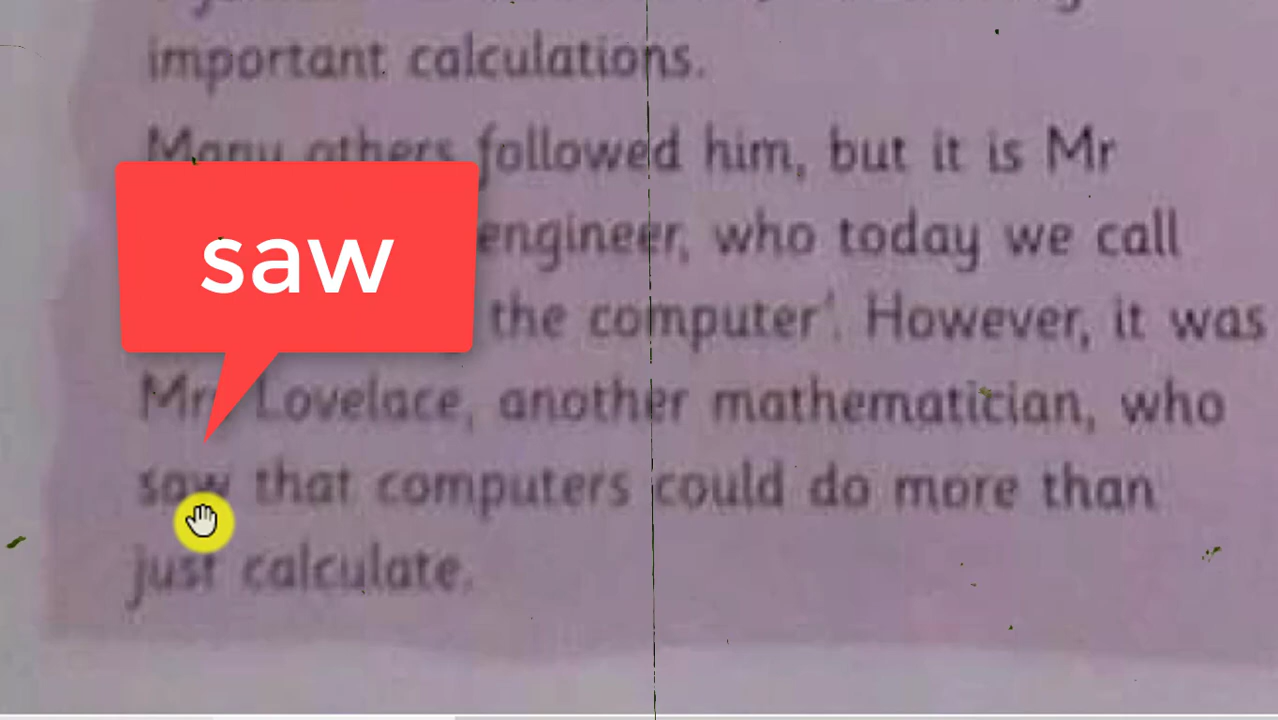 important calculations.
Many others followed him, but it is Mr
saw
engineer, who today we call
the computer'. However, it was
Lovelace, another mathematician, who
saw that computers could do more than
just calculate.